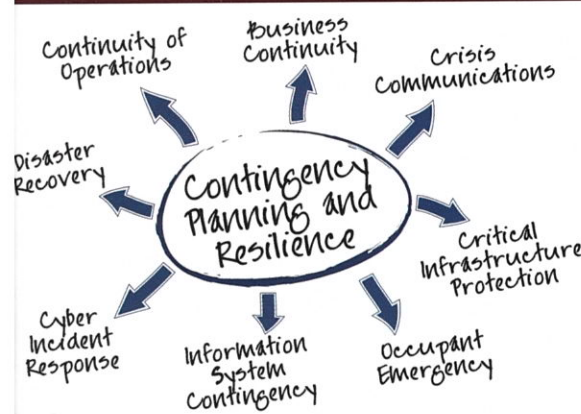 Continuity of
Operations
Business
Continuity
Crisis
Communications
Disaster
Recovery
Contingency
Planning and
Resilience
Critical
Infrastructure
Protection
Cyber
Incident
Response
Information
System
Contingency
Occupant
Emergency